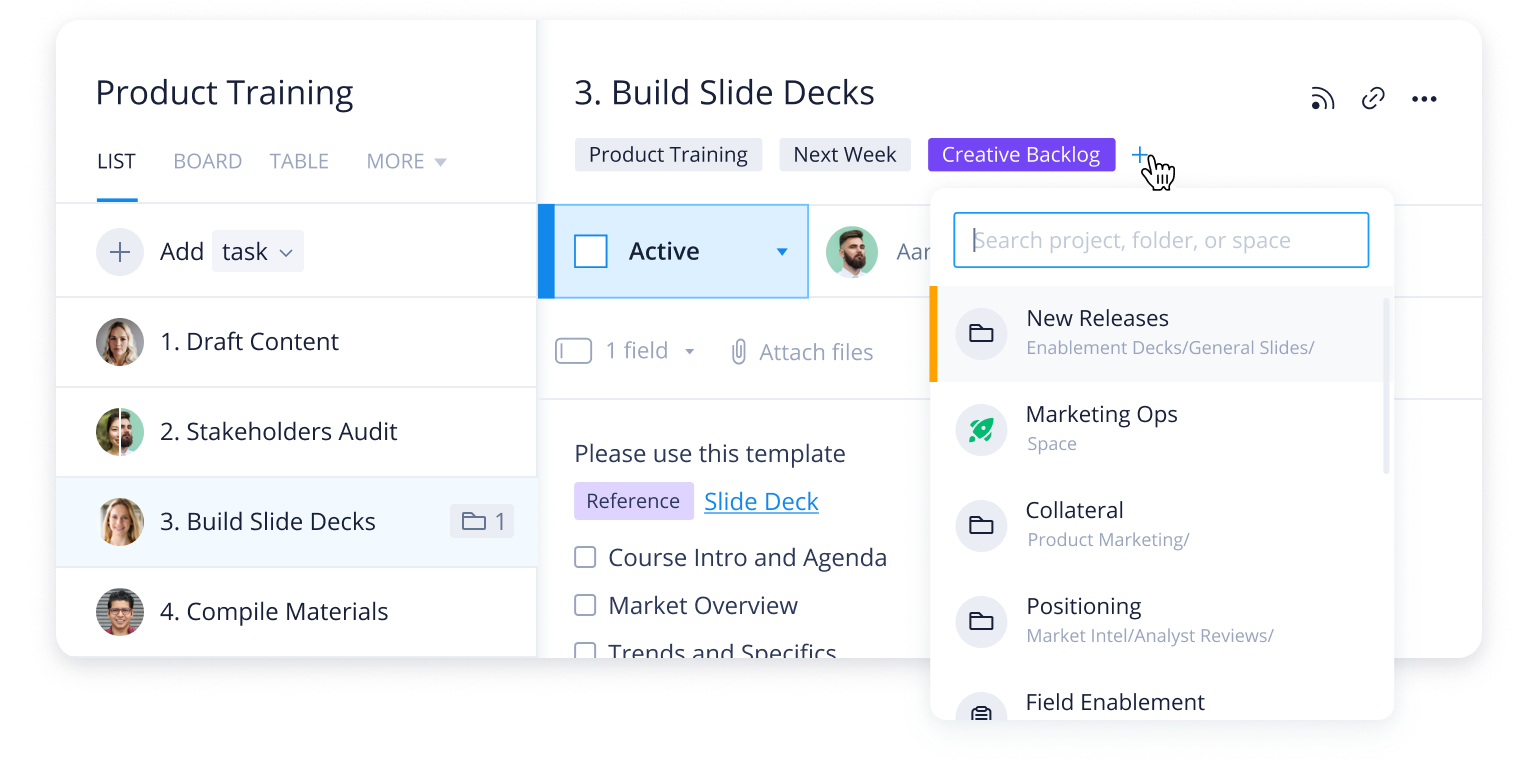 Product Training
LIST BOARD TABLE MORE
Add task
1. Draft Content
2. Stakeholders Audit
3. Build Slide Decks 1
4. Compile Materials
3. Build Slide Decks
Product Training Next Week Creative Backlog
Active
Aar
1 field Attach files
Please use this template
Reference Slide Deck
Course Intro and Agenda
Market Overview
Trends and Specifics
Search project, folder, or space
New Releases
Enablement Decks/General Slides/
Marketing Ops
Space
Collateral
Product Marketing/
Positioning
Market Intel/Analyst Reviews/
Field Enablement